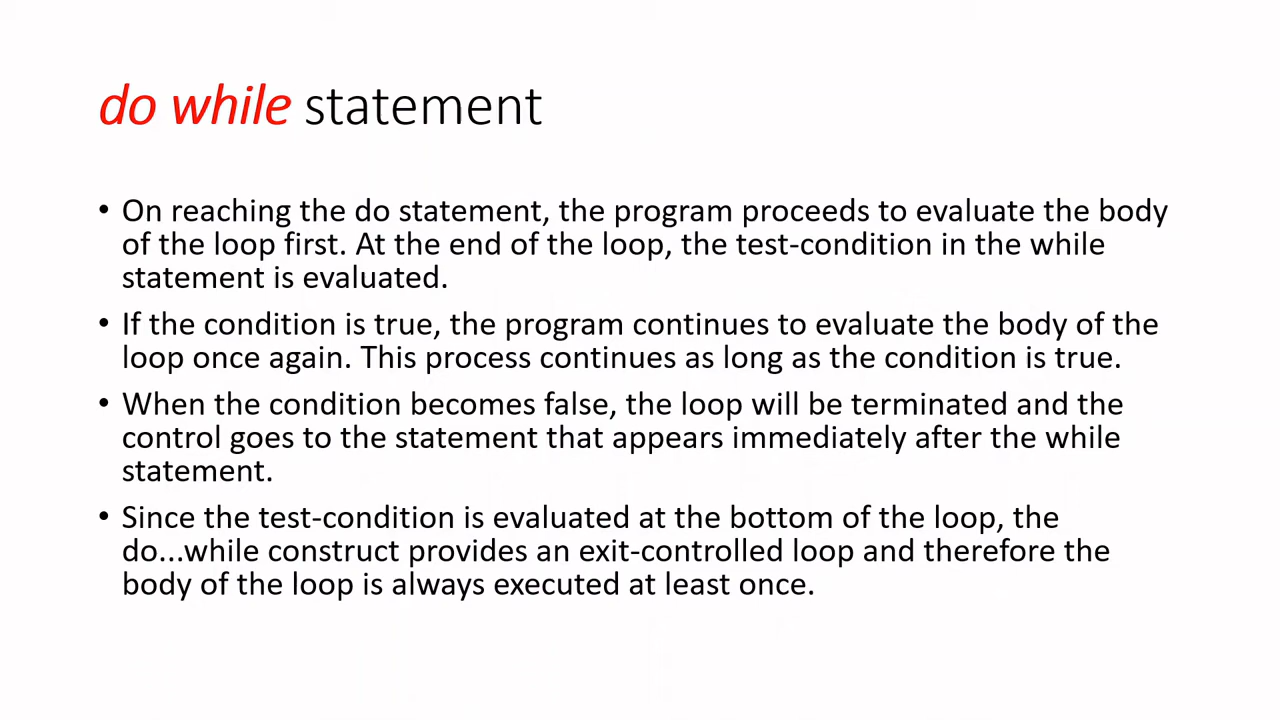 do while statement
• On reaching the do statement, the program proceeds to evaluate the body
of the loop first. At the end of the loop, the test-condition in the while
statement is evaluated.
• If the condition is true, the program continues to evaluate the body of the
loop once again. This process continues as long as the condition is true.
• When the condition becomes false, the loop will be terminated and the
control goes to the statement that appears immediately after the while
statement.
• Since the test-condition is evaluated at the bottom of the loop, the
do...while construct provides an exit-controlled loop and therefore the
body of the loop is always executed at least once.